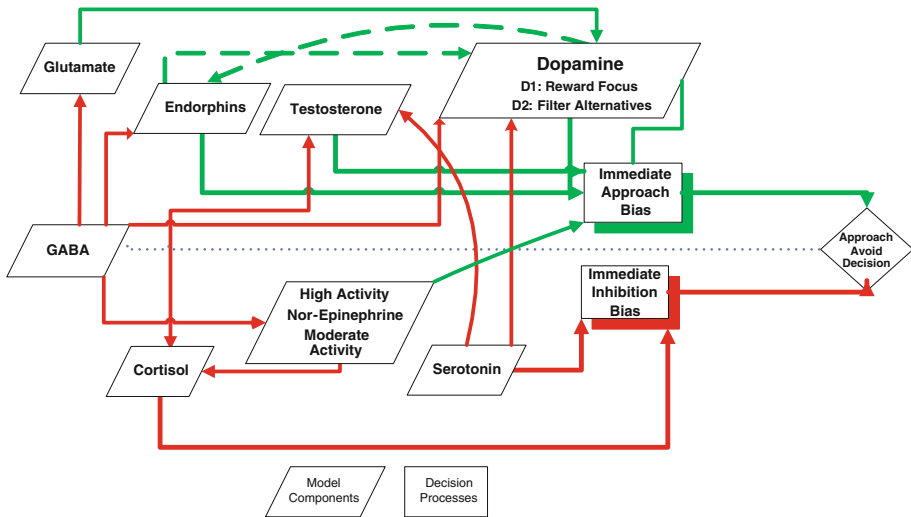 Glutamate
Dopamine
D1: Reward Focus
D2: Filter Alternatives
Endorphins
Testosterone
Immediate
Approach
Bias
GABA
Approach
Avoid
Decision
Immediate
Inhibition
Bias
High Activity
Nor-Epinephrine
Moderate
Activity
Cortisol
Serotonin
Model
Components
Decision
Processes